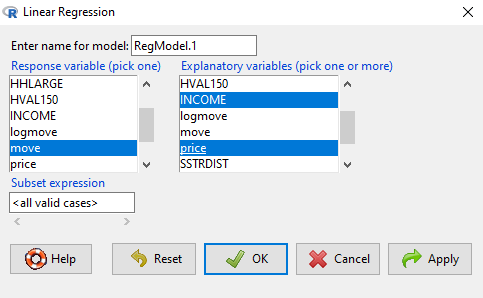 Linear Regression
Enter name for model: RegModel.1
Response variable (pick one)
HHLARGE
HVAL150
INCOME
logmove
move
price
Explanatory variables (pick one or more)
HVAL150
INCOME
logmove
move
price
SSTRDIST
Subset expression
<all valid cases>
Help Reset OK Cancel Apply